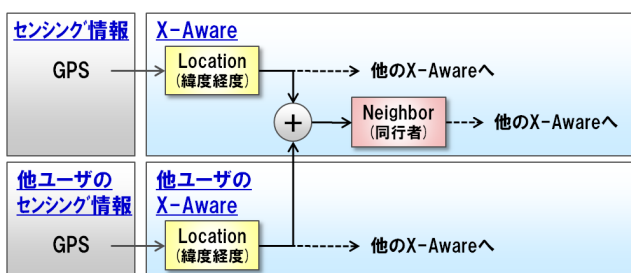 センシング情報
X-Aware
GPS
Location
(緯度経度)
他のX-Awareへ
+
Neighbor
(同行者)
他のX-Awareへ
他ユーザの
センシング情報
他ユーザの
X-Aware
GPS
Location
(緯度経度)
他のX-Awareへ